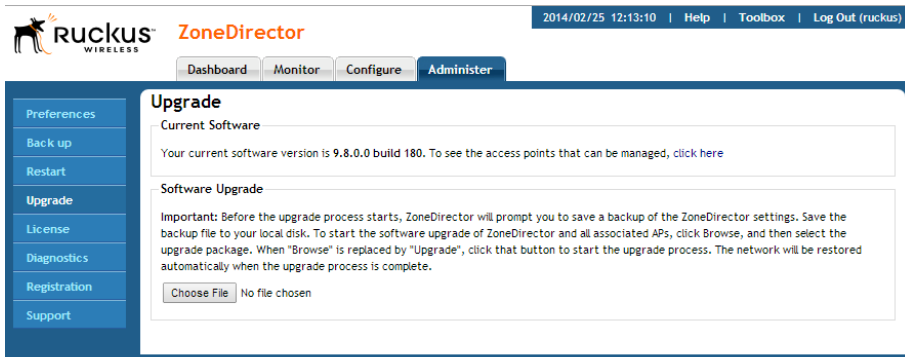 2014/02/25 12:13:10 | Help | Toolbox | Log Out (ruckus)
RUCKUS
WIRELESS
ZoneDirector
Dashboard Monitor Configure Administer
Preferences
Back up
Restart
Upgrade
License
Diagnostics
Registration
Support
Upgrade
Current Software
Your current software version is 9.8.0.0 build 180. To see the access points that can be managed, click here
Software Upgrade
Important: Before the upgrade process starts, ZoneDirector will prompt you to save a backup of the ZoneDirector settings. Save the
backup file to your local disk. To start the software upgrade of ZoneDirector and all associated APs, click Browse, and then select the
upgrade package. When "Browse" is replaced by "Upgrade", click that button to start the upgrade process. The network will be restored
automatically when the upgrade process is complete.
Choose File No file chosen